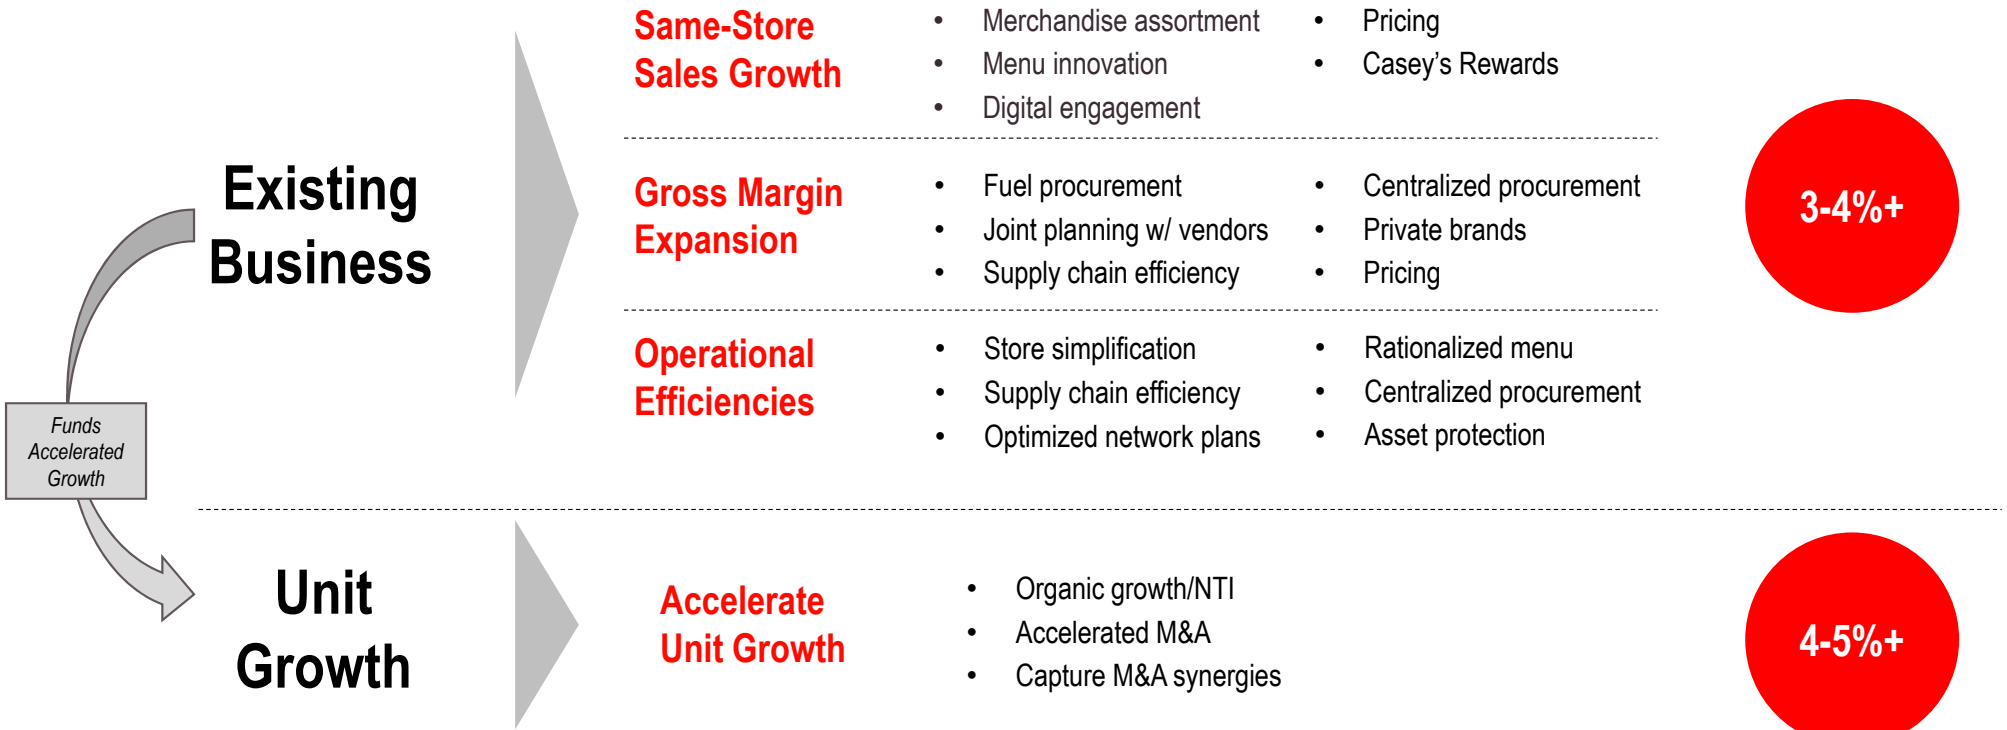 Existing
Business
Same-Store
Sales Growth
• Merchandise assortment
• Menu innovation
• Digital engagement
• Pricing
• Casey's Rewards
Gross Margin
Expansion
• Fuel procurement
• Joint planning w/ vendors
• Supply chain efficiency
• Centralized procurement
• Private brands
• Pricing
Operational
Efficiencies
• Store simplification
• Supply chain efficiency
• Optimized network plans
• Rationalized menu
• Centralized procurement
• Asset protection
3-4%+
Funds
Accelerated
Growth
Unit
Growth
Accelerate
Unit Growth
• Organic growth/NTI
• Accelerated M&A
• Capture M&A synergies
4-5%+